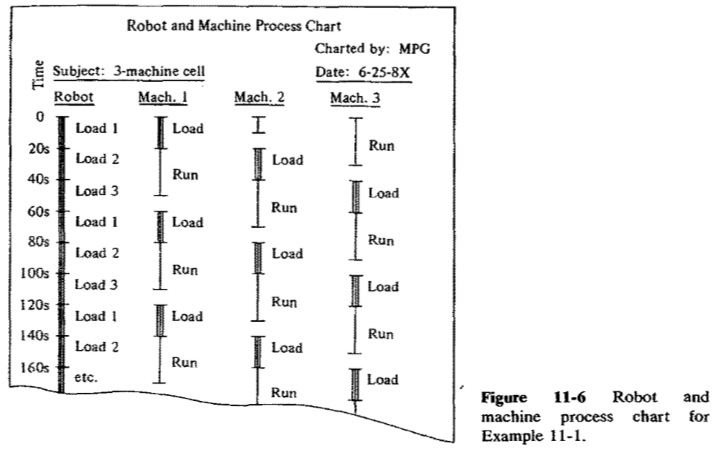 Robot and Machine Process Chart
Charted by: MPG
Time
Subject: 3-machine cell
Date: 6-25-8X
Robot Mach. 1 Mach. 2 Mach. 3
0
Load 1 Load
Run
20s
Load 2 Load
Run
40s
Load 3
Run
60s
Load 1 Load
Run
80s
Load 2 Load
100s
Run
Load 3 Load
120s
Run
Load 1 Load
Run
140s
Load 2 Load
Run
160s
Load
etc.
Run
Figure 11-6 Robot and
machine process chart for
Example 11-1.